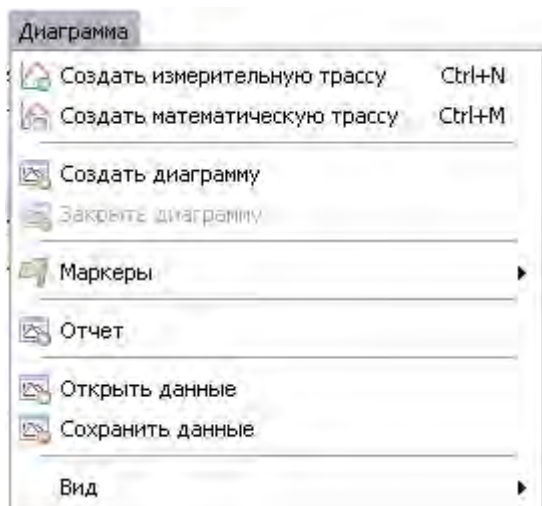 Диаграмма
Создать измерительную трассу Ctrl+N
Создать математическую трассу Ctrl+M
Создать диаграмму
Закрыть диаграмму
Маркеры
Отчет
Открыть данные
Сохранить данные
Вид